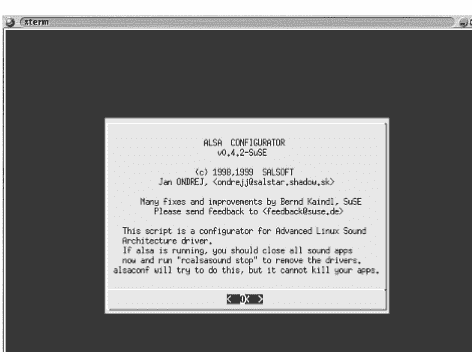 xterm
ALSA CONFIGURATOR
v0.4.2-SuSE
(c) 1998,1999 SALSOFT
Jan ONDREJ, <ondrejj@salstar.shadow.sk>
Many fixes and improvements by Bernd Kaindl, SuSE
Please send feedback to <feedback@suse.de>
This script is a configurator for Advanced Linux Sound
Architecture driver.
If alsa is running, you should close all sound apps
now and run "rcalsasound stop" to remove the drivers.
alsaconf will try to do this, but it cannot kill your apps.
< OK >